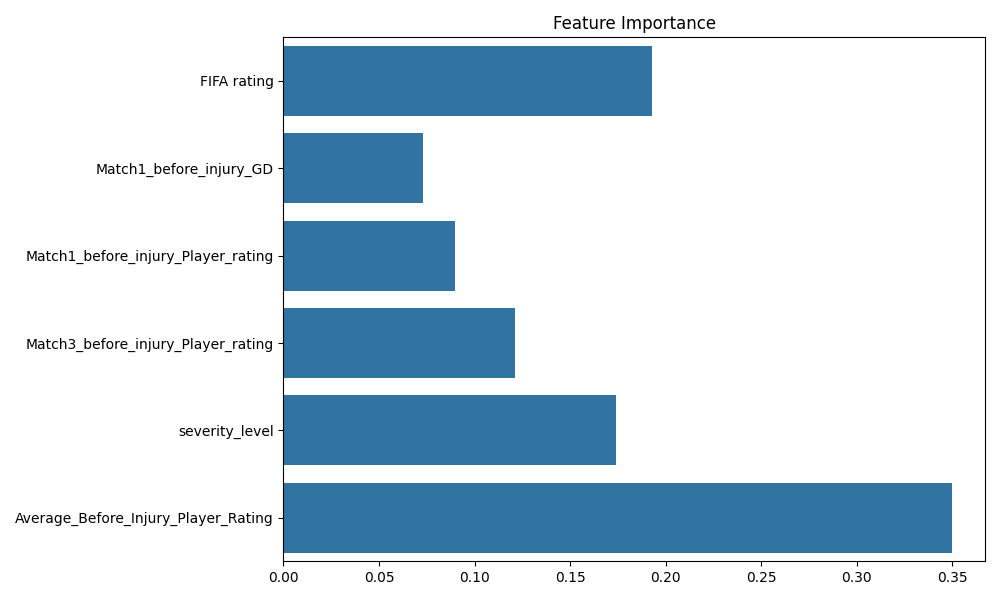 Feature Importance
FIFA rating
Match1_before_injury_GD
Match1_before_injury_Player_rating
Match3_before_injury_Player_rating
severity_level
Average_Before_Injury_Player_Rating
0.00 0.05 0.10 0.15 0.20 0.25 0.30 0.35